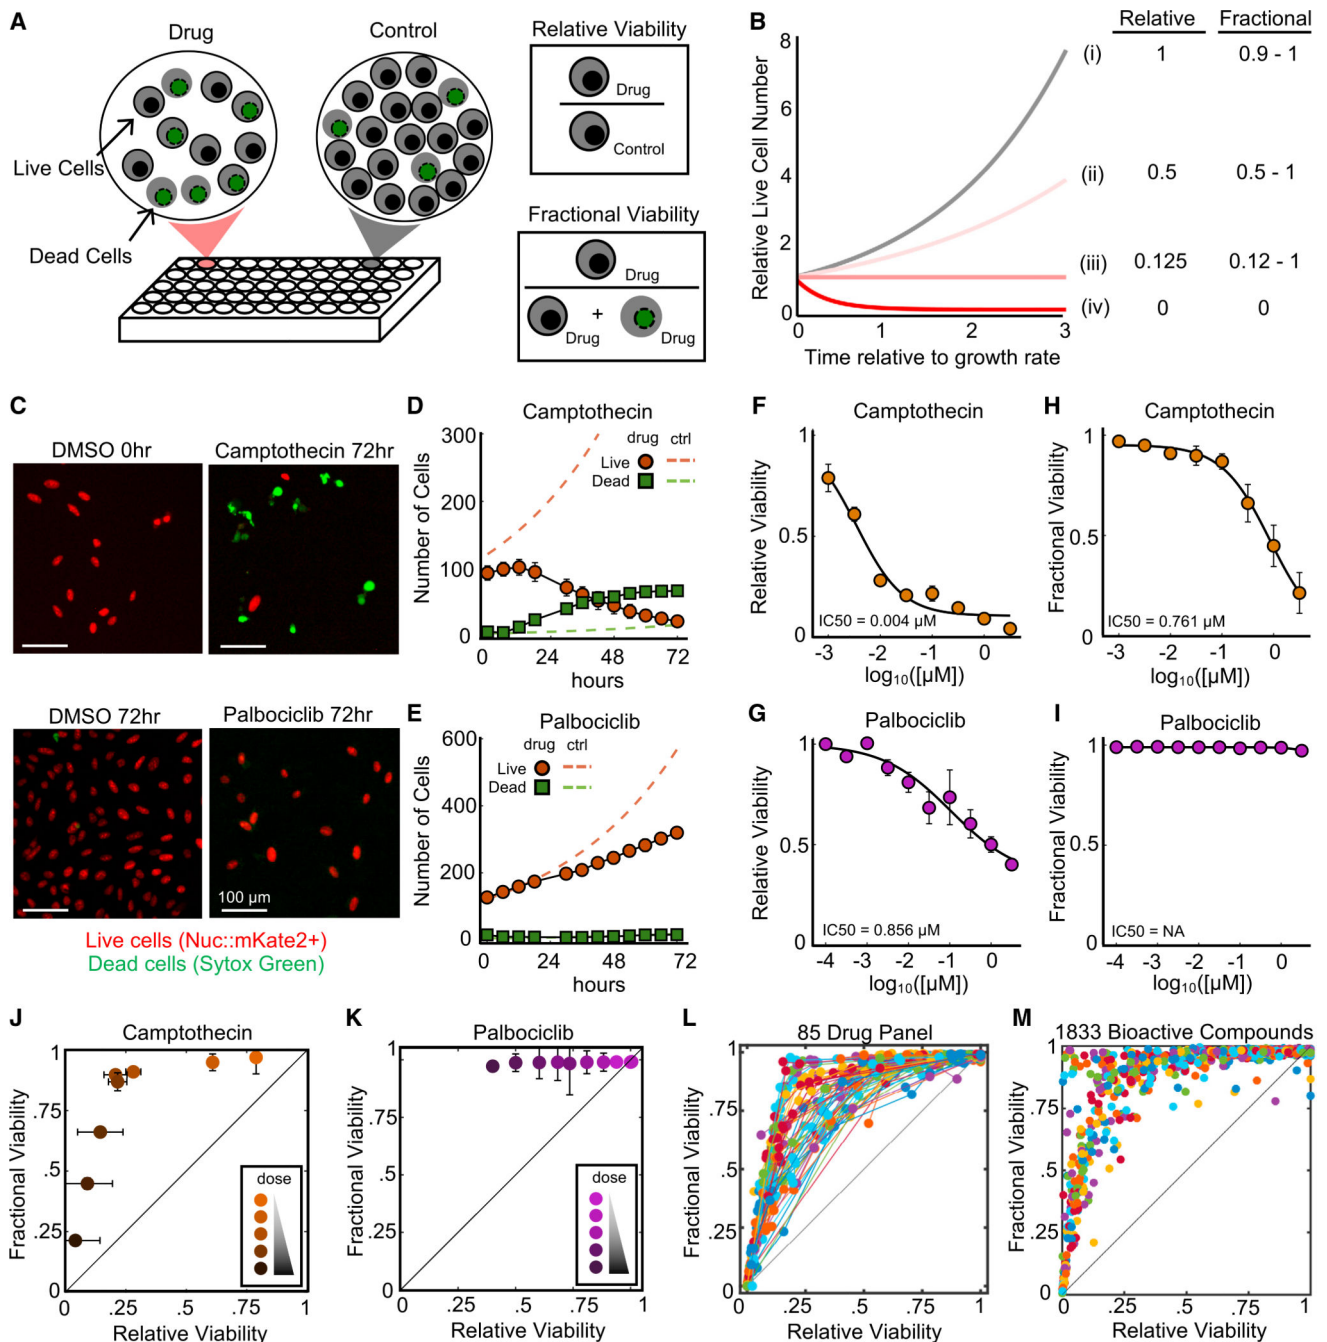 A
Drug
Control
Live Cells
Dead Cells
Relative Viability
Drug
Control
Fractional Viability
Drug
+
Drug
Drug
B
Relative Fractional
Relative Live Cell Number
8
6
4
2
0
0 1 2 3
Time relative to growth rate
(i) 1 0.9 - 1
(ii) 0.5 0.5 - 1
(iii) 0.125 0.12 - 1
(iv) 0 0
C
DMSO 0hr
Camptothecin 72hr
DMSO 72hr
Palbociclib 72hr
100 µm
Live cells (Nuc::mKate2+)
Dead cells (Sytox Green)
D
Camptothecin
Number of Cells
300
200
100
0
drug ctrl
Live
Dead
0 24 48 72
hours
E
Palbociclib
Number of Cells
600
400
200
0
drug ctrl
Live
Dead
0 24 48 72
hours
F
Camptothecin
Relative Viability
1
0.5
0
IC50 = 0.004 µM
-3 -2 -1 0
log10([µM])
G
Palbociclib
Relative Viability
1
0.5
0
IC50 = 0.856 µM
-4 -3 -2 -1 0
log10([µM])
H
Camptothecin
Fractional Viability
1
0.5
0
IC50 = 0.761 µM
-3 -2 -1 0
log10([µM])
I
Palbociclib
Fractional Viability
1
0.5
0
IC50 = NA
-4 -3 -2 -1 0
log10([µM])
J
Camptothecin
Fractional Viability
1
.75
.5
.25
0
dose
0 .25 .5 .75 1
Relative Viability
K
Palbociclib
Fractional Viability
1
.75
.5
.25
0
dose
0 .25 .5 .75 1
Relative Viability
L
85 Drug Panel
Fractional Viability
1
.75
.5
.25
0
0 .25 .5 .75 1
Relative Viability
M
1833 Bioactive Compounds
Fractional Viability
1
.75
.5
.25
0
0 .25 .5 .75 1
Relative Viability